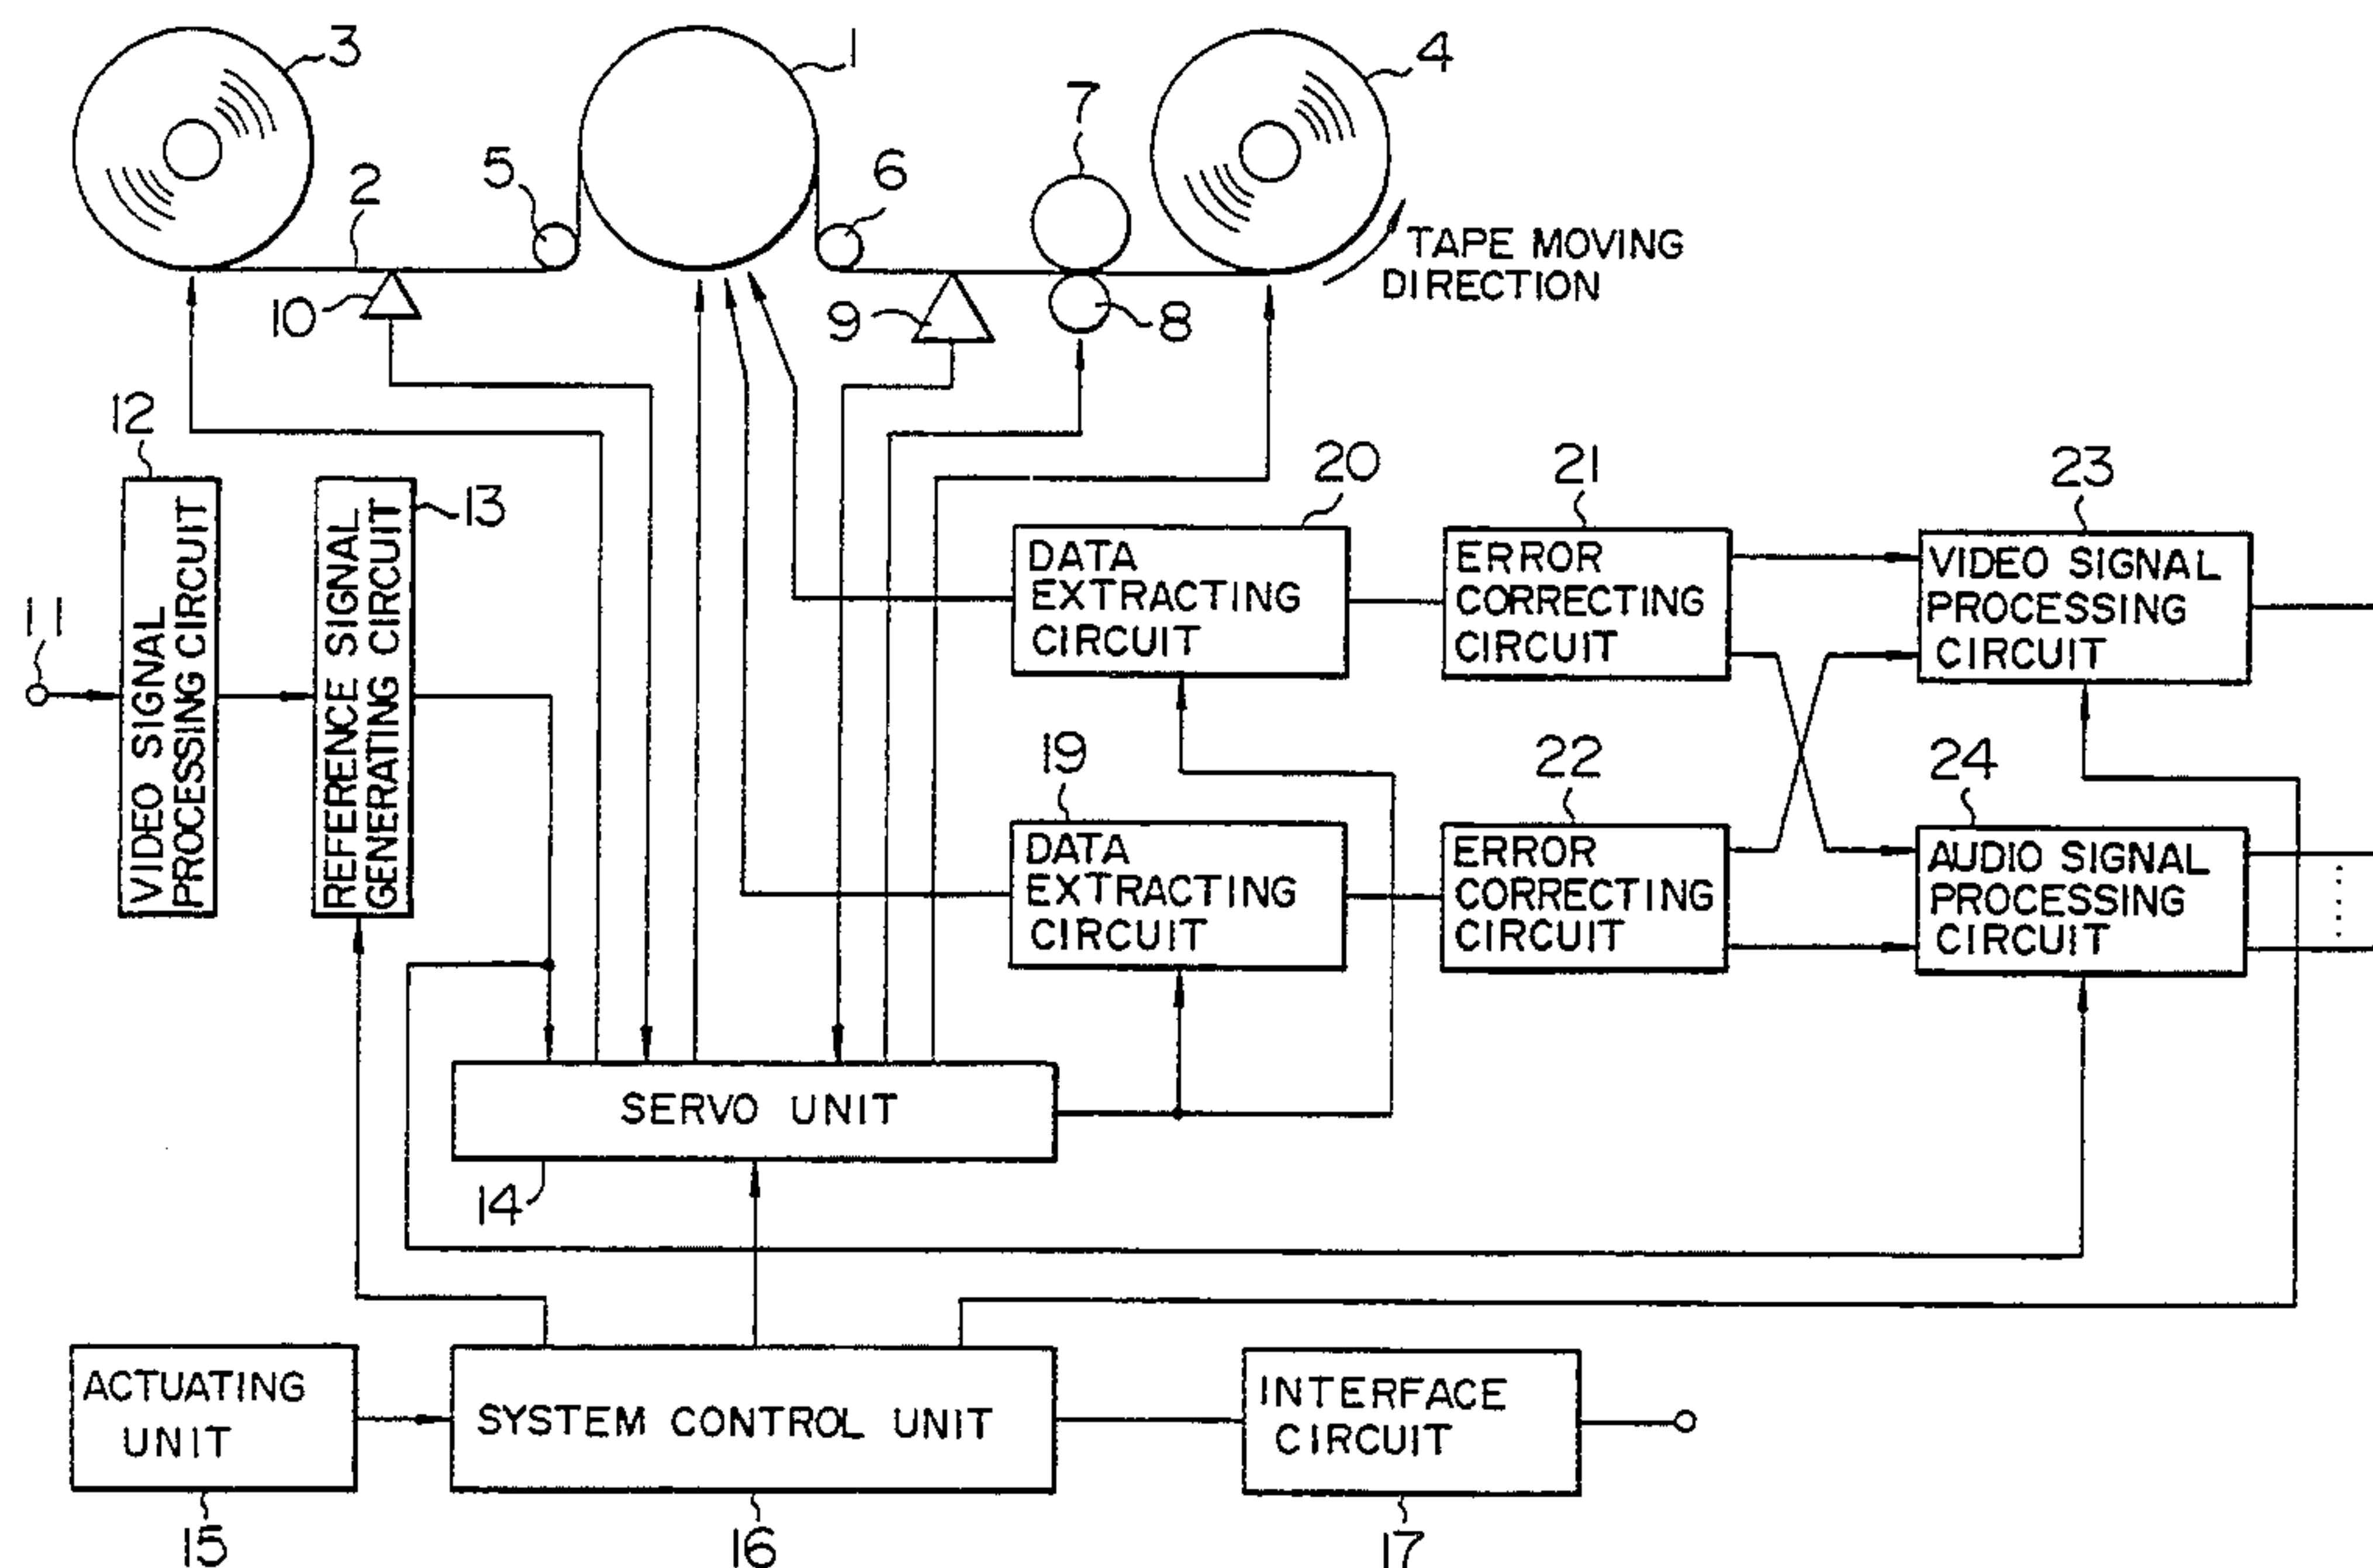 3
1
4
7
2
5
6
TAPE MOVING
DIRECTION
10
9
8
12
13
20
21
23
VIDEO SIGNAL
PROCESSING CIRCUIT
REFERENCE SIGNAL
GENERATING CIRCUIT
11
DATA
EXTRACTING
CIRCUIT
ERROR
CORRECTING
CIRCUIT
VIDEO SIGNAL
PROCESSING
CIRCUIT
19
22
24
DATA
EXTRACTING
CIRCUIT
ERROR
CORRECTING
CIRCUIT
AUDIO SIGNAL
PROCESSING
CIRCUIT
SERVO UNIT
14
ACTUATING
UNIT
SYSTEM CONTROL UNIT
INTERFACE
CIRCUIT
15
16
17